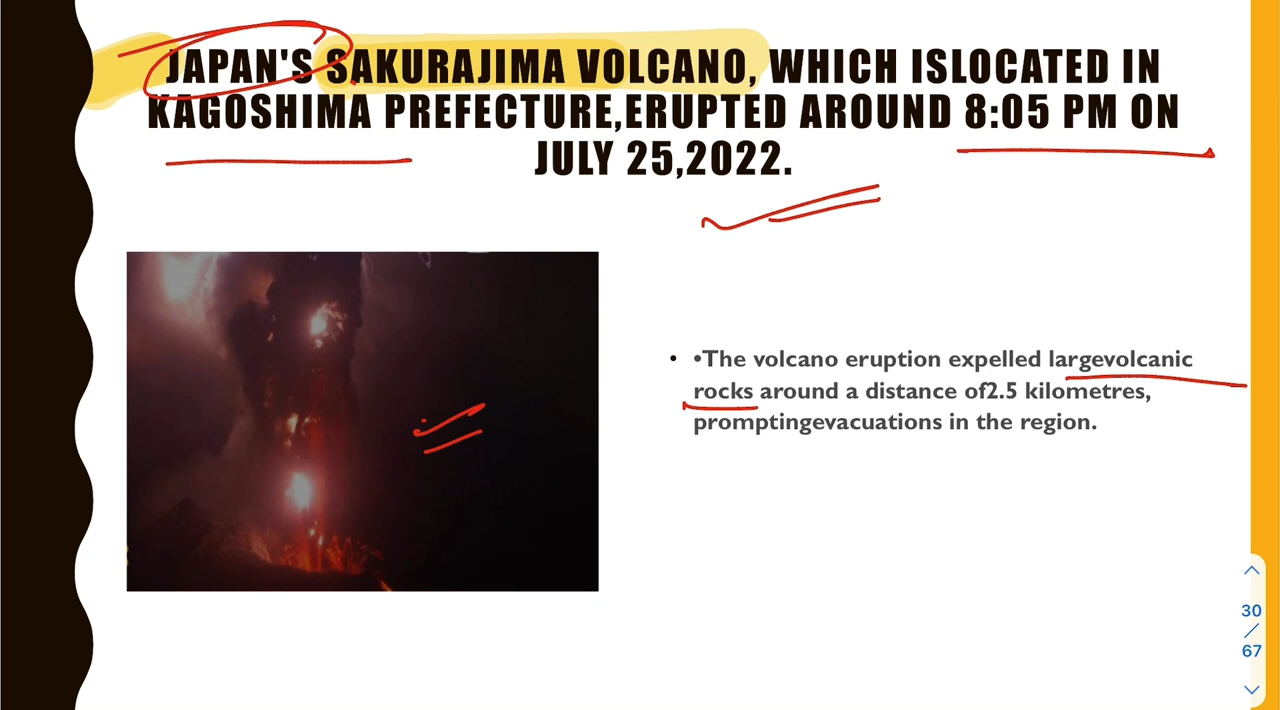 JAPAN'S SAKURAJIMA VOLCANO, WHICH ISLOCATED IN
KAGOSHIMA PREFECTURE,ERUPTED AROUND 8:05 PM ON
JULY 25,2022.
• •The volcano eruption expelled largevolcanic
rocks around a distance of2.5 kilometres,
promptingevacuations in the region.
30
/
67